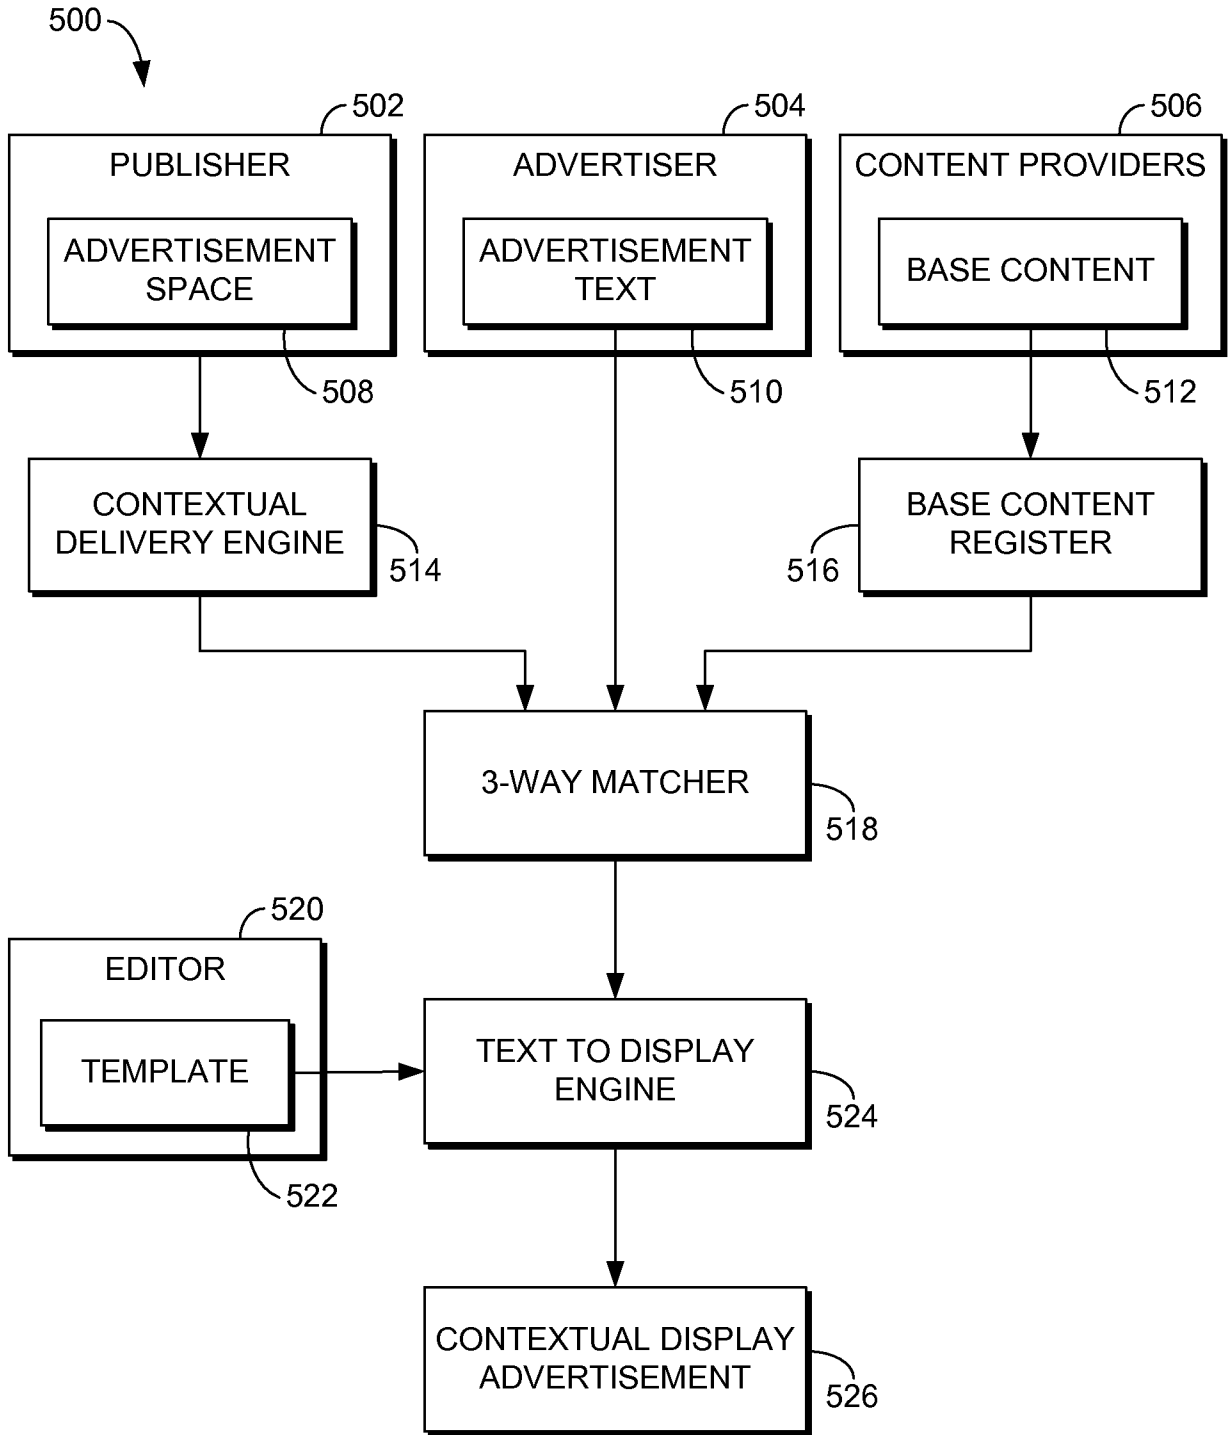 500
502
504
506
PUBLISHER
ADVERTISER
CONTENT PROVIDERS
ADVERTISEMENT
SPACE
ADVERTISEMENT
TEXT
BASE CONTENT
508
510
512
CONTEXTUAL
DELIVERY ENGINE
BASE CONTENT
REGISTER
514
516
3-WAY MATCHER
518
520
EDITOR
TEMPLATE
TEXT TO DISPLAY
ENGINE
524
522
CONTEXTUAL DISPLAY
ADVERTISEMENT
526